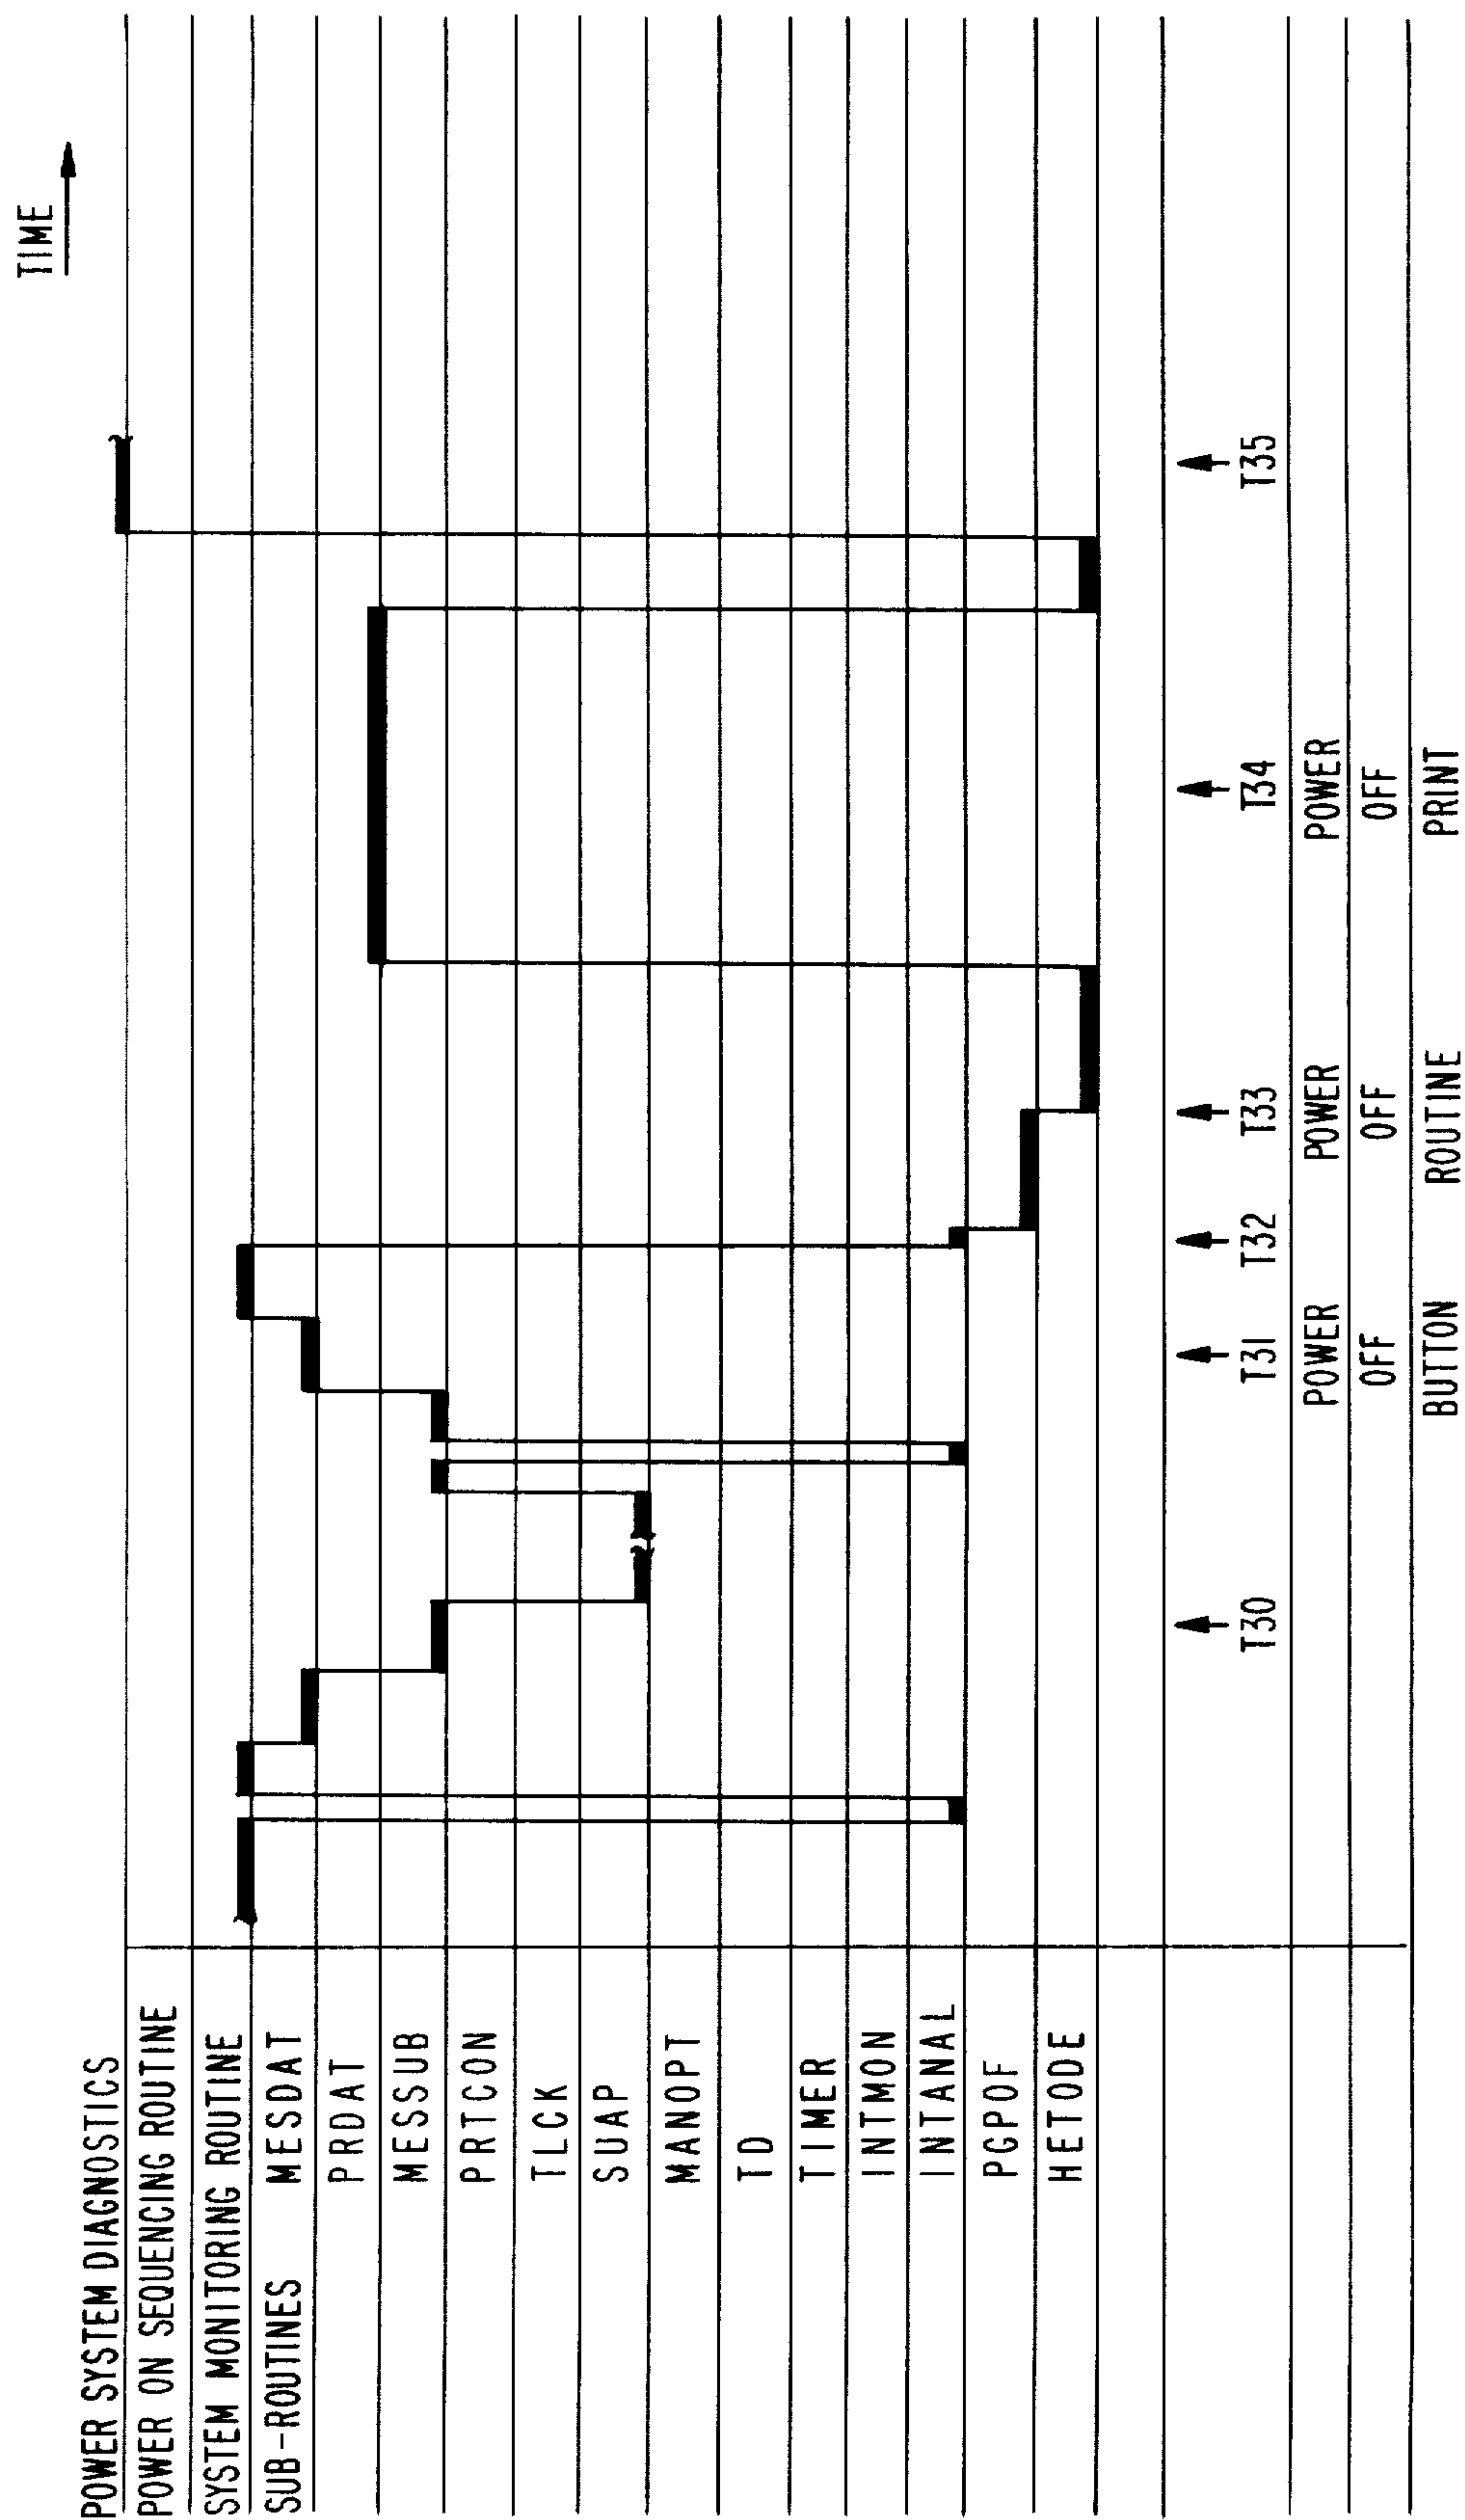 TIME
POWER SYSTEM DIAGNOSTICS
POWER ON SEQUENCING ROUTINE
SYSTEM MONITORING ROUTINE
SUB-ROUTINES MESDAT
PRDAT
MESSUB
PRTCON
TLCK
SUAP
MANOPT
TD
TIMER
INTMON
INTANAL
PGPOF
HETODE
T30 T31 T32 T33 T34 T35
POWER POWER POWER
OFF OFF OFF
BUTTON ROUTINE PRINT